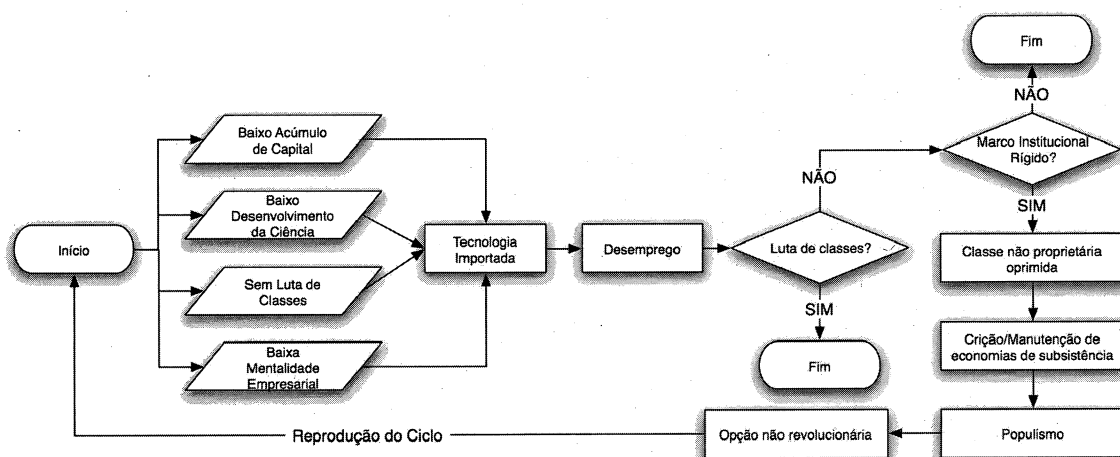 Início
Baixo Acúmulo
de Capital
Baixo
Desenvolvimento
da Ciência
Sem Luta de
Classes
Baixa
Mentalidade
Empresarial
Tecnologia
Importada
Desemprego
Luta de classes?
SIM
Fim
NÃO
Marco Institucional
Rígido?
NÃO
Fim
SIM
Classe não proprietária
oprimida
Crição/Manutenção de
economias de subsistência
Populismo
Opção não revolucionária
Reprodução do Ciclo